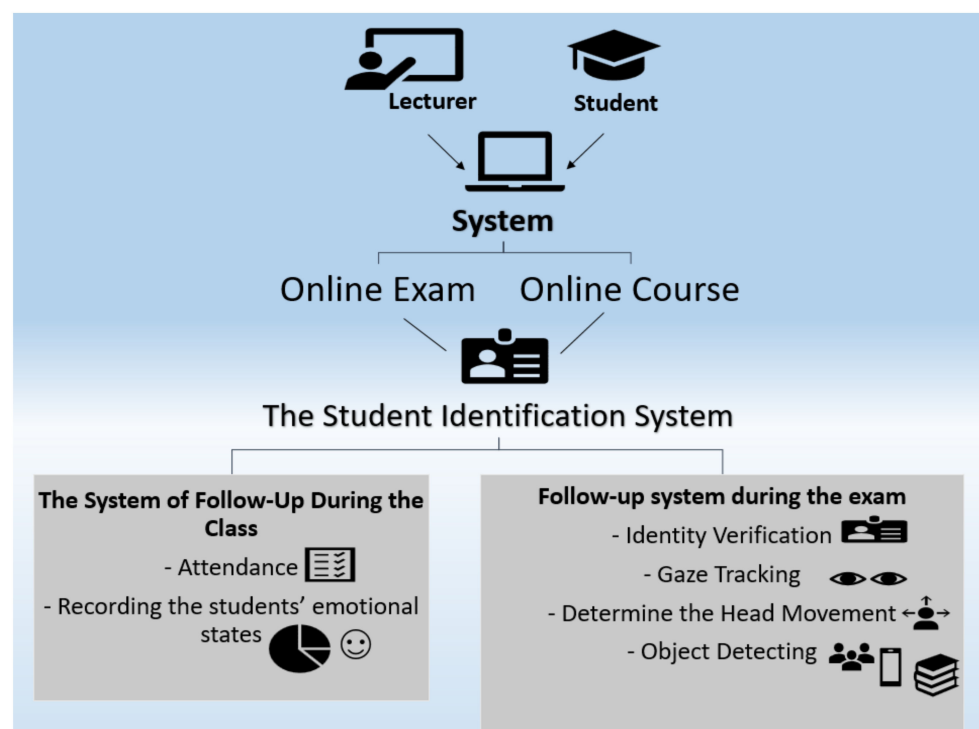 Lecturer
Student
System
Online Exam
Online Course
The Student Identification System
The System of Follow-Up During the
Class
- Attendance
- Recording the students’ emotional
states
Follow-up system during the exam
- Identity Verification
- Gaze Tracking
- Determine the Head Movement
- Object Detecting